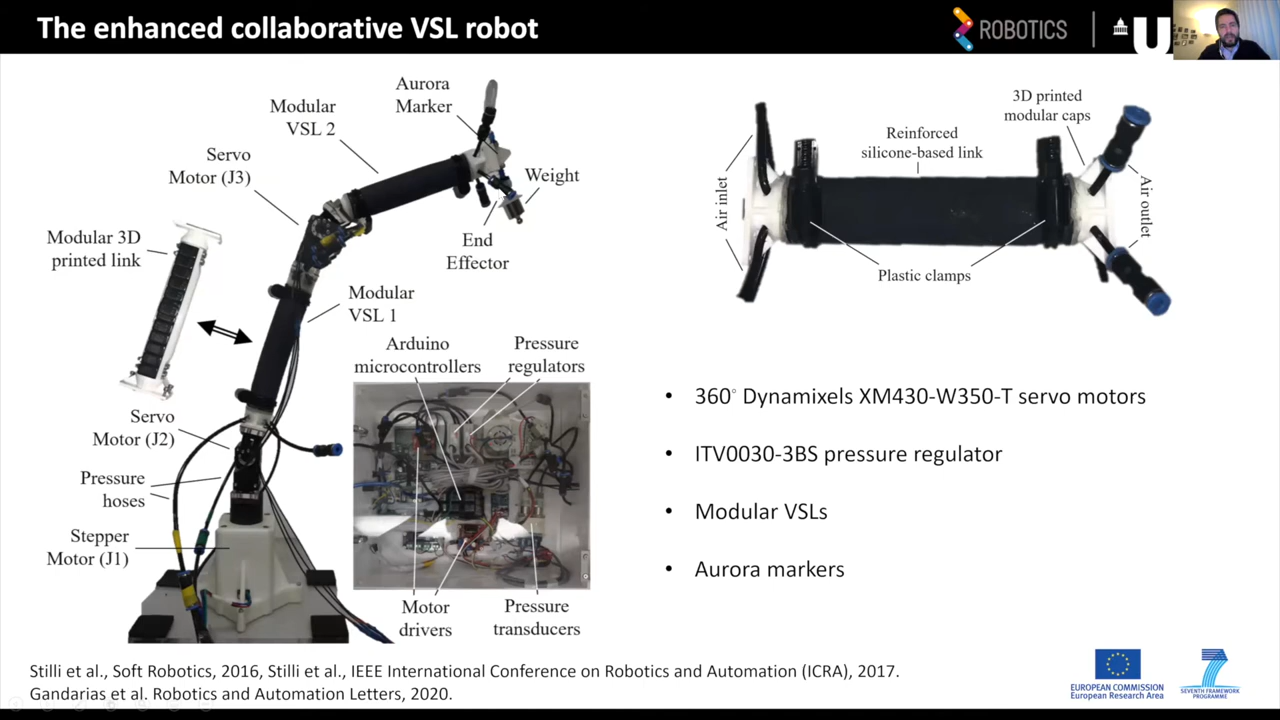 The enhanced collaborative VSL robot
ROBOTICS
U
Aurora
Marker
Modular
VSL 2
Servo
Motor (J3)
Weight
Modular 3D
printed link
End
Effector
Modular
VSL 1
Arduino
microcontrollers
Pressure
regulators
Servo
Motor (J2)
Pressure
hoses
Stepper
Motor (J1)
Motor
drivers
Pressure
transducers
3D printed
modular caps
Reinforced
silicone-based link
Air inlet
Air outlet
Plastic clamps
• 360° Dynamixels XM430-W350-T servo motors
• ITV0030-3BS pressure regulator
• Modular VSLs
• Aurora markers
Stilli et al., Soft Robotics, 2016, Stilli et al., IEEE International Conference on Robotics and Automation (ICRA), 2017.
Gandarias et al. Robotics and Automation Letters, 2020.
EUROPEAN COMMISSION
European Research Area
SEVENTH FRAMEWORK
PROGRAMME